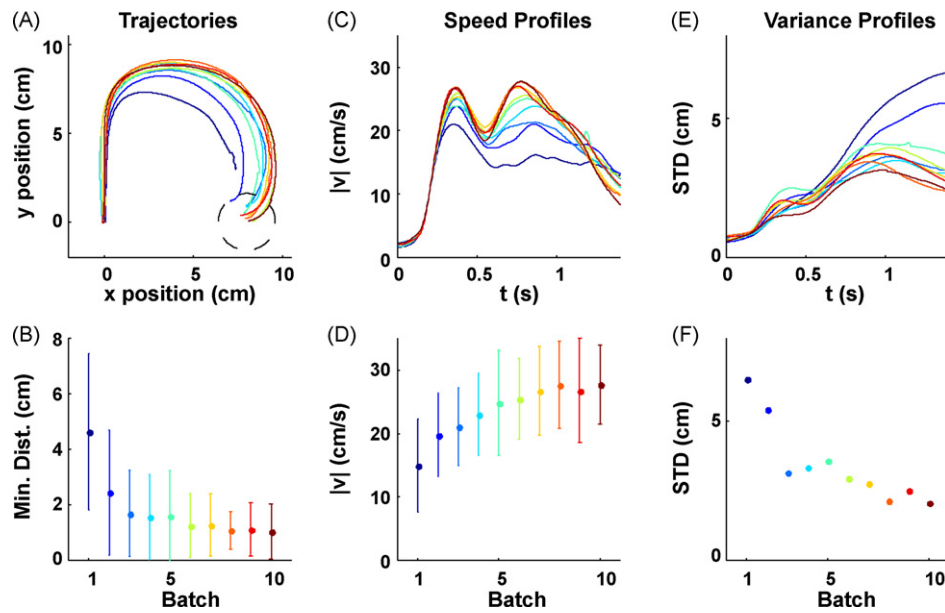 (A) Trajectories
10
5
0
y position (cm)
0 5 10
x position (cm)
(C) Speed Profiles
30
20
10
0
|v| (cm/s)
0 0.5 1
t (s)
(E) Variance Profiles
5
0
STD (cm)
0 0.5 1
t (s)
(B)
8
6
4
2
0
Min. Dist. (cm)
1 5 10
Batch
(D)
30
20
10
0
|v| (cm/s)
1 5 10
Batch
(F)
5
0
STD (cm)
1 5 10
Batch